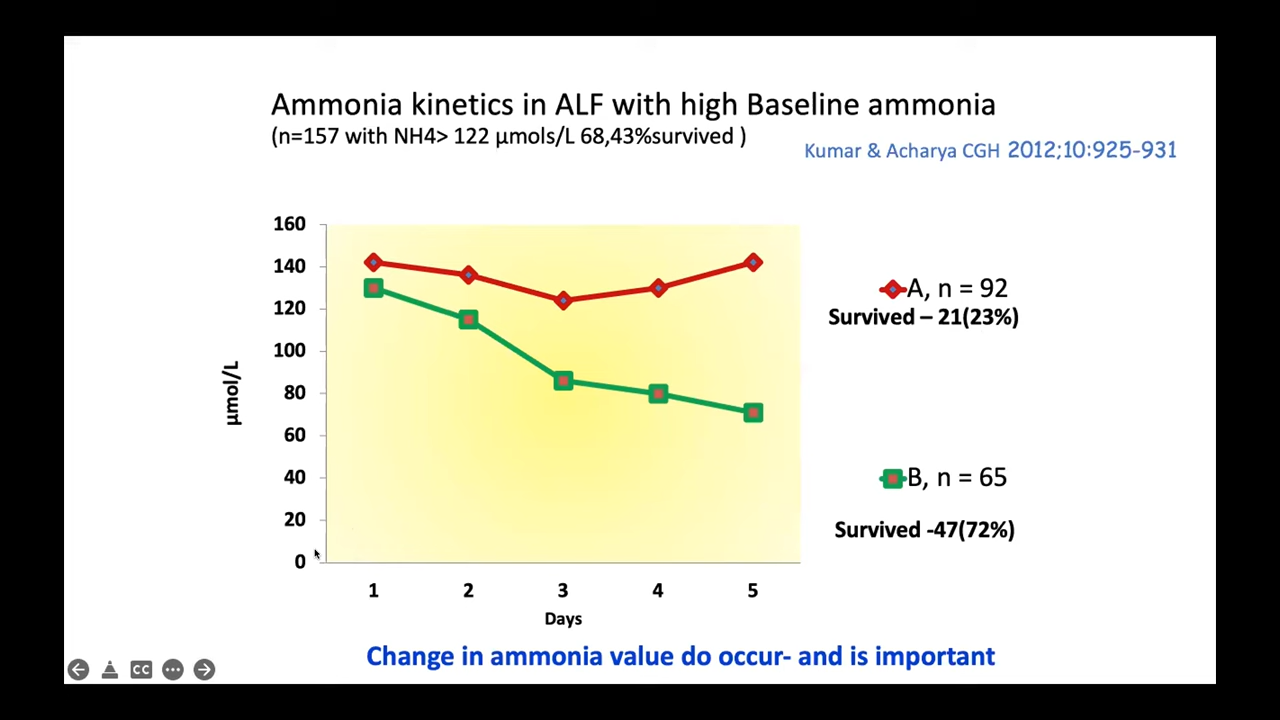 Ammonia kinetics in ALF with high Baseline ammonia
(n=157 with NH4> 122 µmols/L 68,43%survived )
Kumar & Acharya CGH 2012;10:925-931
160
140
120
100
80
60
40
20
0
µmol/L
1 2 3 4 5
Days
A, n = 92
Survived – 21(23%)
B, n = 65
Survived -47(72%)
Change in ammonia value do occur- and is important
CC